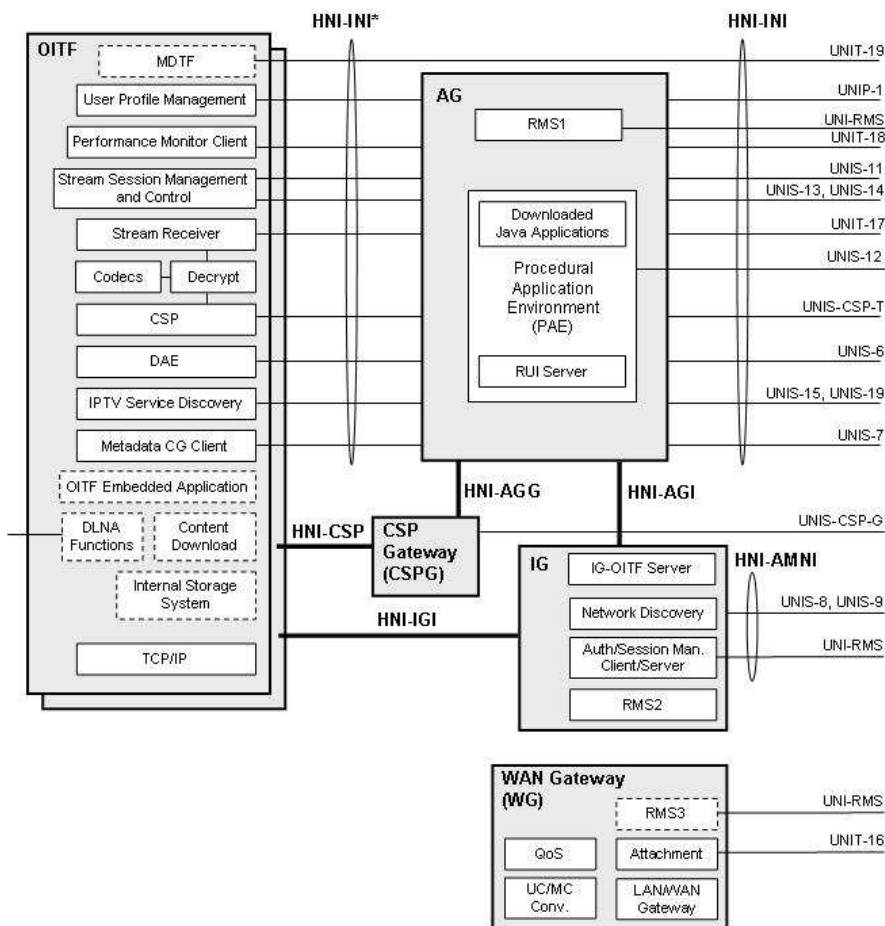 HNI-INI*
HNI-INI
OITF
MDTF
UNIT-19
User Profile Management
AG
UNIP-1
RMS1
UNI-RMS
Performance Monitor Client
UNIT-18
Stream Session Management
and Control
UNIS-11
UNIS-13, UNIS-14
Downloaded
Java Applications
Stream Receiver
UNIT-17
Codecs
Decrypt
Procedural
Application
Environment
(PAE)
UNIS-12
CSP
UNIS-CSP-T
DAE
UNIS-6
RUI Server
IPTV Service Discovery
UNIS-15, UNIS-19
Metadata CG Client
UNIS-7
OITF Embedded Application
HNI-AGG
HNI-AGI
DLNA
Functions
Content
Download
HNI-CSP
CSP
Gateway
(CSPG)
UNIS-CSP-G
IG
IG-OITF Server
HNI-AMNI
Internal Storage
System
HNI-IGI
Network Discovery
UNIS-8, UNIS-9
TCP/IP
Auth/Session Man.
Client/Server
UNI-RMS
RMS2
WAN Gateway
(WG)
RMS3
UNI-RMS
QoS
Attachment
UNIT-16
UC/MC
Conv.
LAN/WAN
Gateway